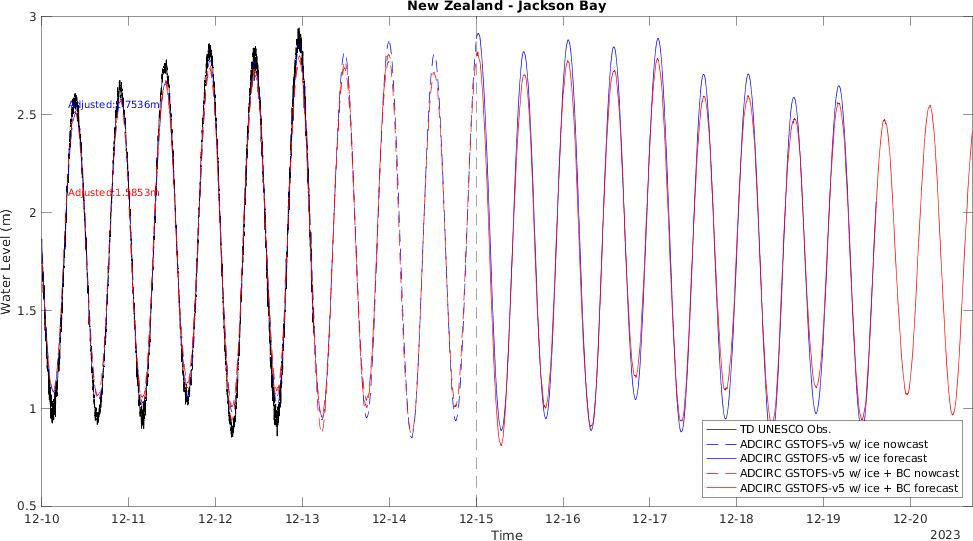 New Zealand - Jackson Bay
3
2.5
2
1.5
1
0.5
Water Level (m)
Adjusted:1.7536m
Adjusted:1.5853m
TD UNESCO Obs.
ADCIRC GSTOFS-v5 w/ ice nowcast
ADCIRC GSTOFS-v5 w/ ice forecast
ADCIRC GSTOFS-v5 w/ ice + BC nowcast
ADCIRC GSTOFS-v5 w/ ice + BC forecast
12-10 12-11 12-12 12-13 12-14 12-15 12-16 12-17 12-18 12-19 12-20
Time
2023